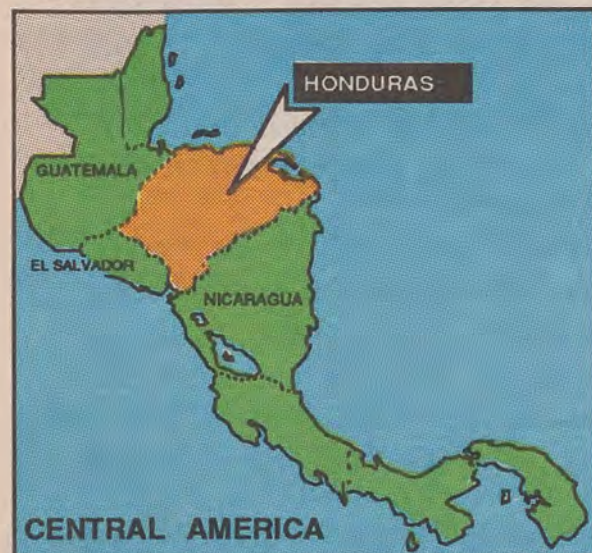 HONDURAS
GUATEMALA
EL SALVADOR
NICARAGUA
CENTRAL AMERICA